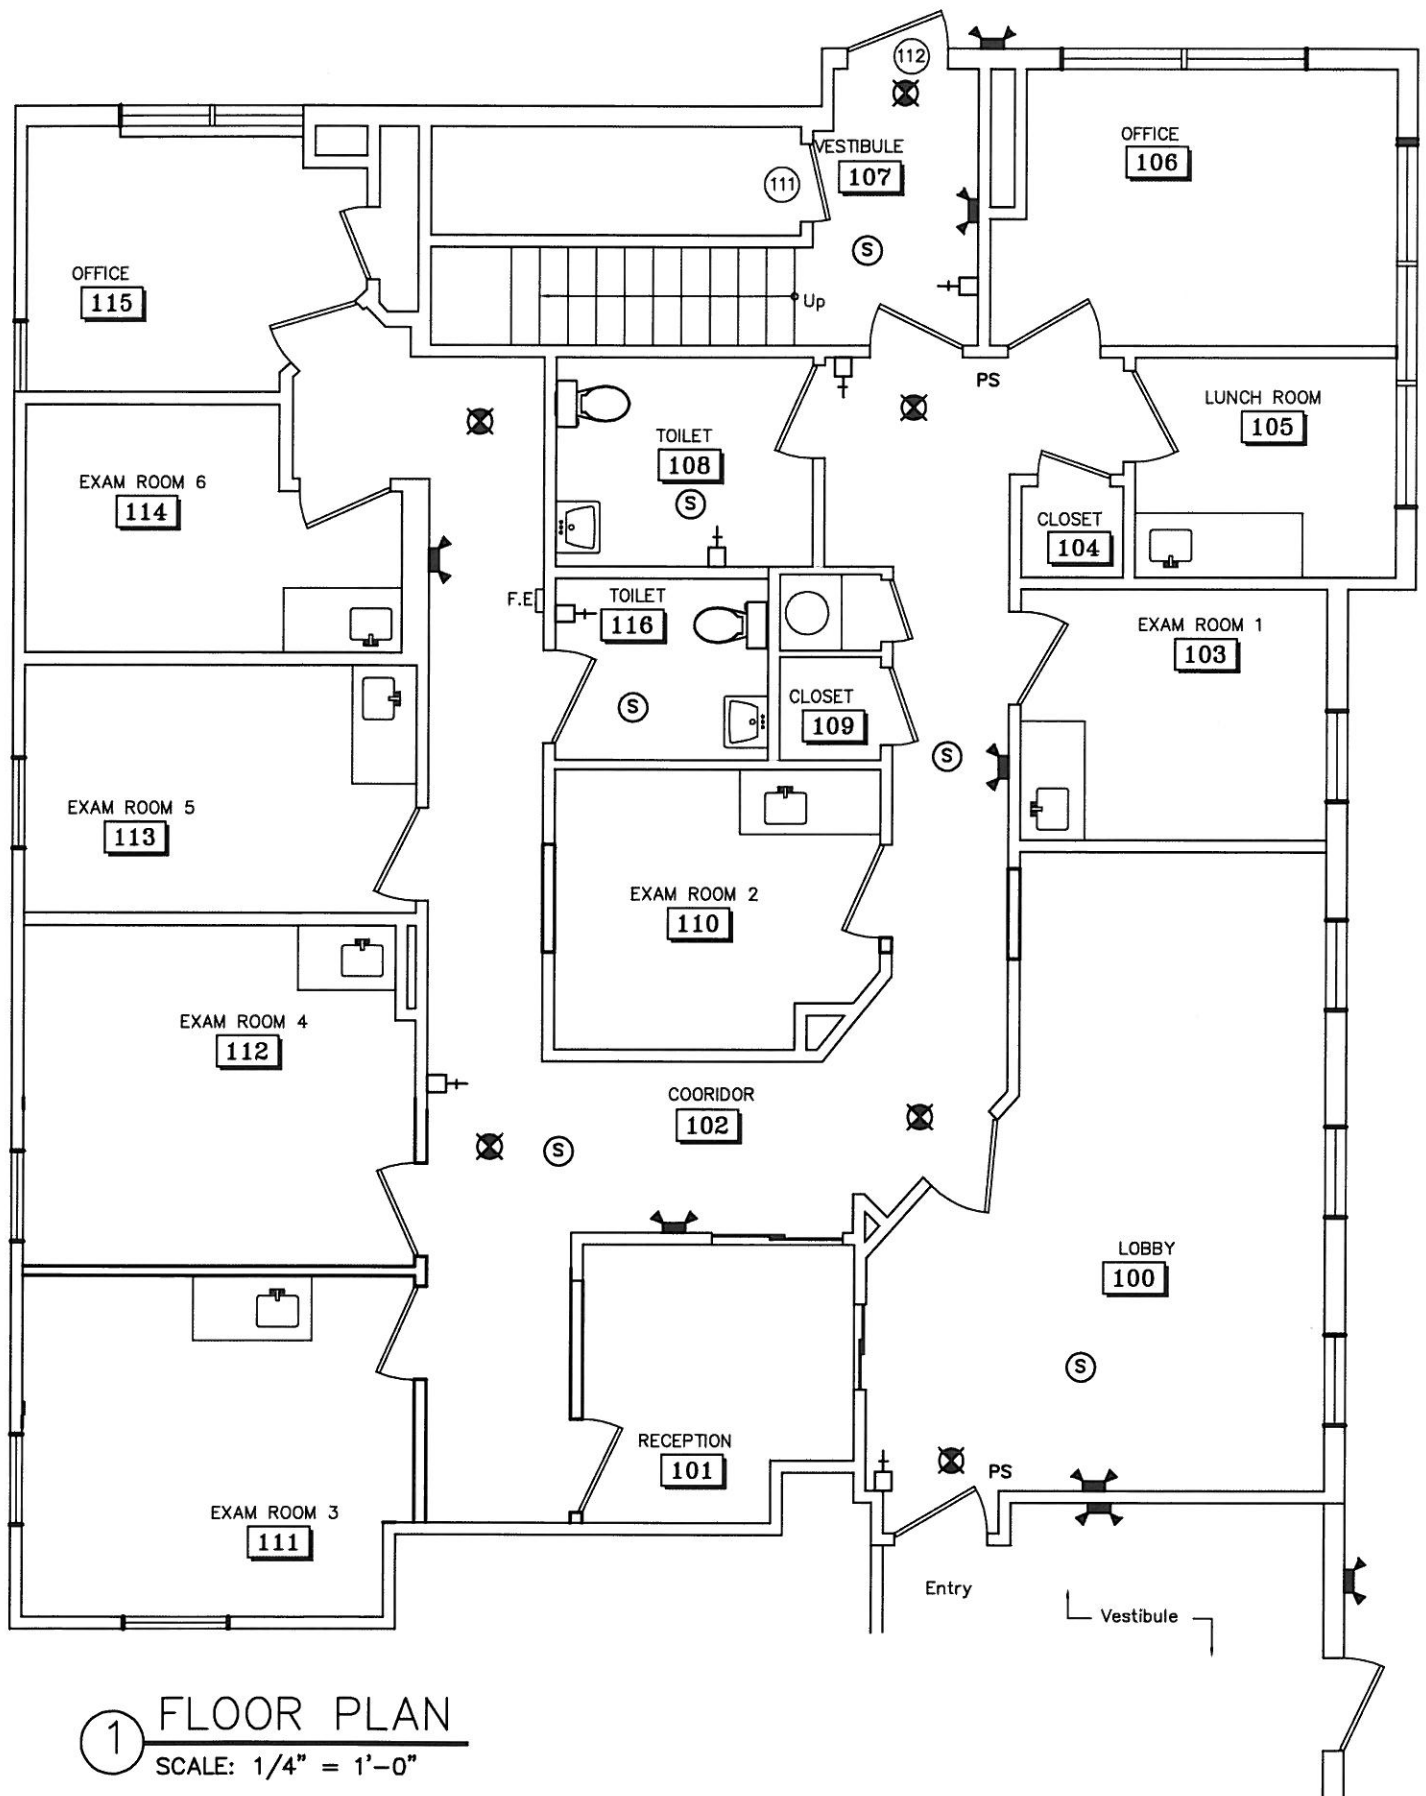 112
VESTIBULE
107
111
S
OFFICE
106
OFFICE
115
Up
PS
LUNCH ROOM
105
TOILET
108
S
EXAM ROOM 6
114
CLOSET
104
F.E
TOILET
116
S
EXAM ROOM 1
103
CLOSET
109
S
EXAM ROOM 5
113
EXAM ROOM 2
110
EXAM ROOM 4
112
COORIDOR
102
S
LOBBY
100
S
RECEPTION
101
PS
EXAM ROOM 3
111
Entry
Vestibule
1
FLOOR PLAN
SCALE: 1/4" = 1'-0"